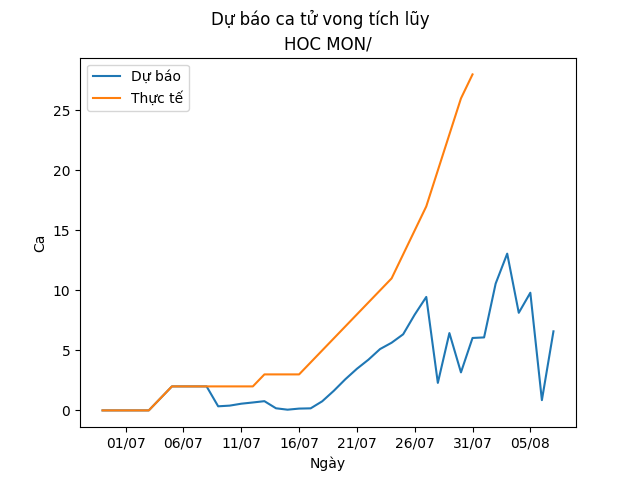 Dự báo ca tử vong tích lũy
HOC MON/
Dự báo
Thực tế
25
20
15
10
5
0
Ca
01/07 06/07 11/07 16/07 21/07 26/07 31/07 05/08
Ngày